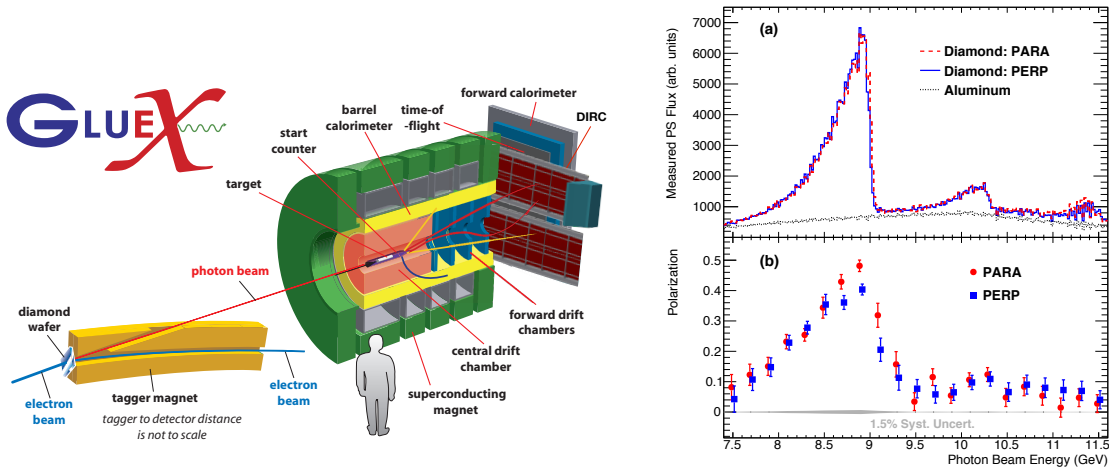 GLUEX
forward calorimeter
DIRC
time-of
-flight
barrel
calorimeter
start
counter
target
photon beam
diamond
wafer
electron
beam
tagger magnet
tagger to detector distance
is not to scale
electron
beam
superconducting
magnet
central drift
chamber
forward drift
chambers
(a)
Measured PS Flux (arb. units)
7000
6000
5000
4000
3000
2000
1000
Diamond: PARA
Diamond: PERP
Aluminum
(b)
Polarization
0.5
0.4
0.3
0.2
0.1
0
PARA
PERP
1.5% Syst. Uncert.
7.5 8 8.5 9 9.5 10 10.5 11 11.5
Photon Beam Energy (GeV)